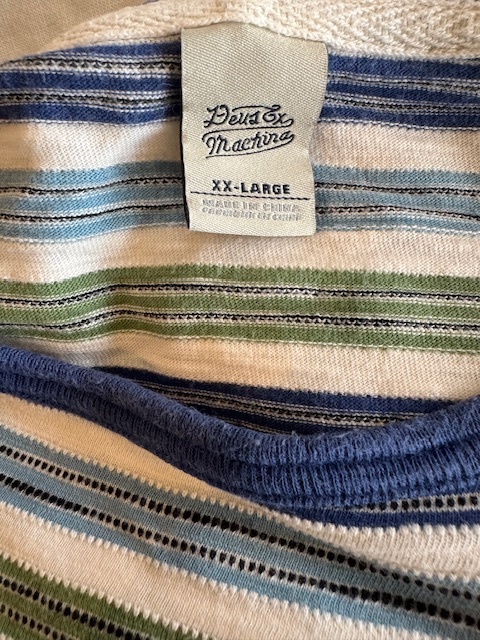 Deus Ex
Machina
XX-LARGE
MADE IN CHINA